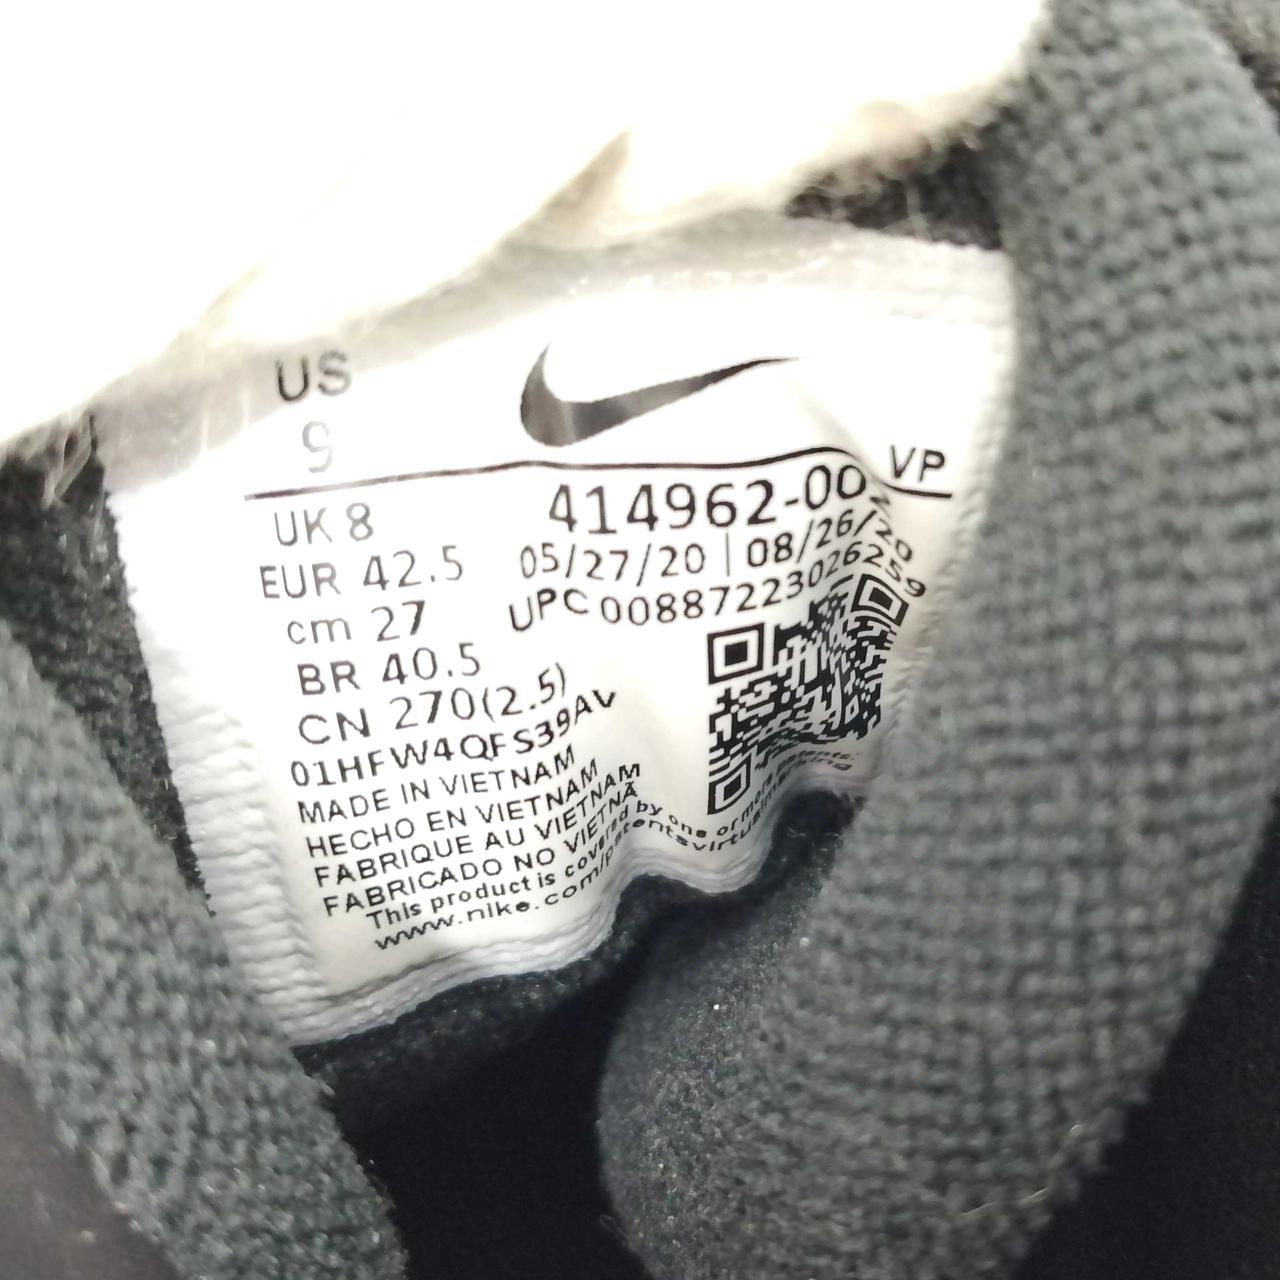 US
9
VP
UK 8
414962-002
EUR 42.5
05/27/20 | 08/26/20
cm 27
UPC 00887223026259
BR 40.5
CN 270(2.5)
01HFW4QFS39AV
MADE IN VIETNAM
HECHO EN VIETNAM
FABRIQUE AU VIETNAM
FABRICADO NO VIETNÃ
This product is covered by one or more patents:
www.nike.com/patentsvirtualmarking